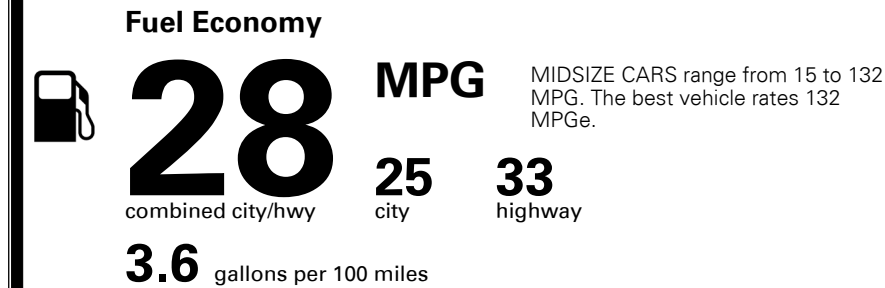 Fuel Economy
28 MPG
MIDSIZE CARS range from 15 to 132
MPG. The best vehicle rates 132
MPGe.
combined city/hwy
25
city
33
highway
3.6 gallons per 100 miles